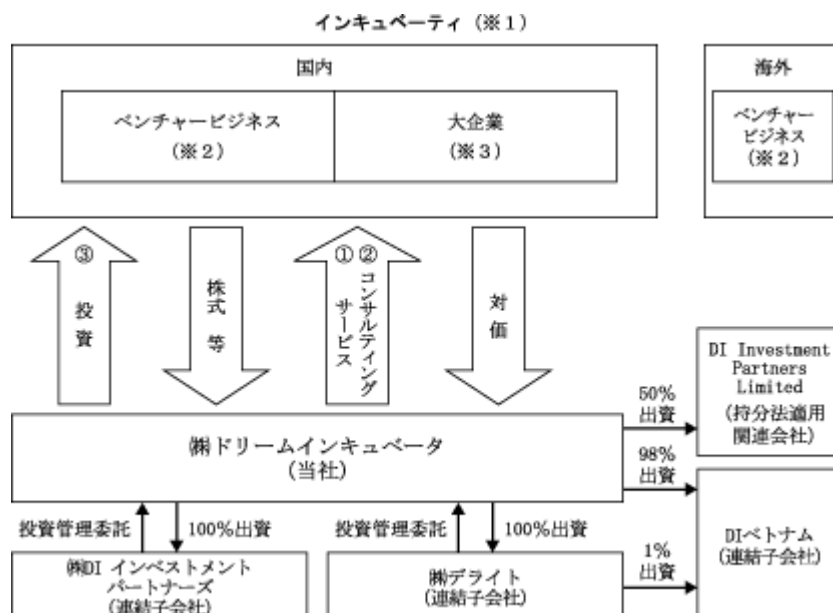 インキュベーティ(※1)
国内
海外
ベンチャービジネス
(※2)
大企業
(※3)
ベンチャー
ビジネス
(※2)
③
投資
株式等
①
②
コンサルティング
サービス
対価
DI Investment
Partners
Limited
(持分法適用
関連会社)
50%
出資
㈱ドリームインキュベータ
(当社)
98%
出資
投資管理委託
100%出資
投資管理委託
100%出資
DIベトナム
(連結子会社)
1%
出資
㈱DI インベストメント
パートナーズ
(連結子会社)
㈱デライト
(連結子会社)